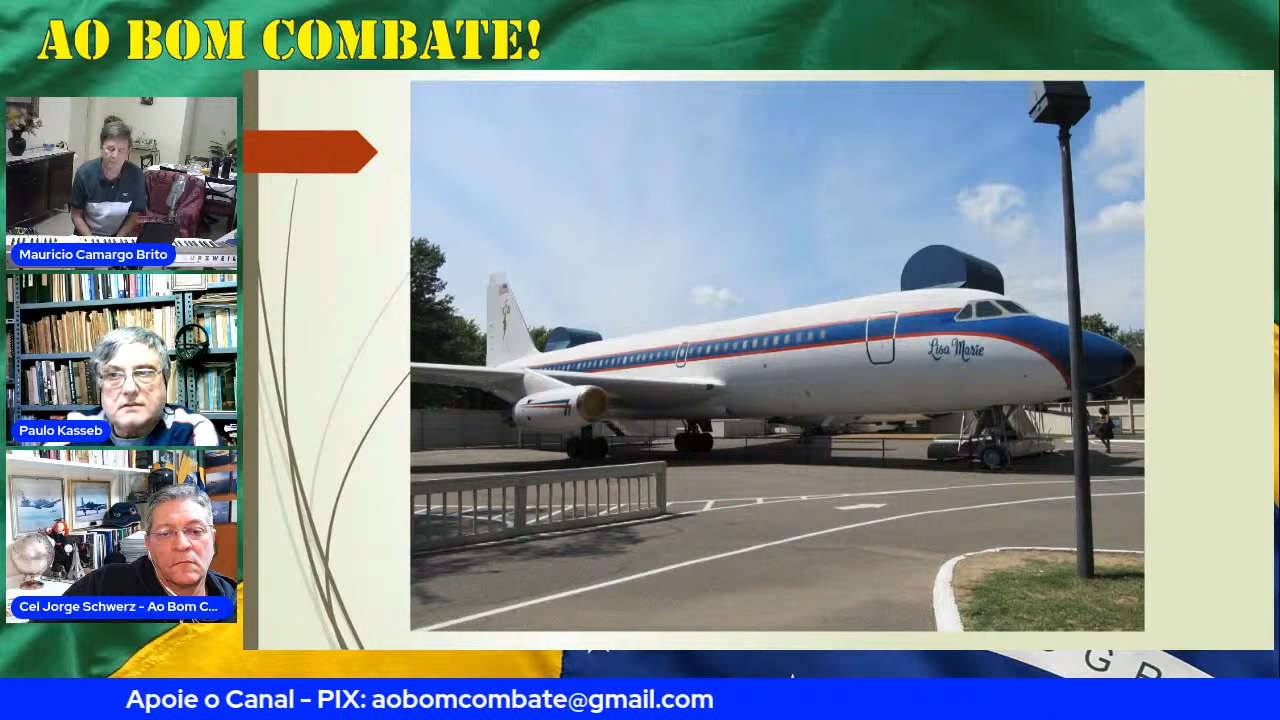 AO BOM COMBATE!
Mauricio Camargo Brito
Paulo Kasseb
Cel Jorge Schwerz - Ao Bom C...
Lisa Marie
Apoie o Canal - PIX: aobomcombate@gmail.com